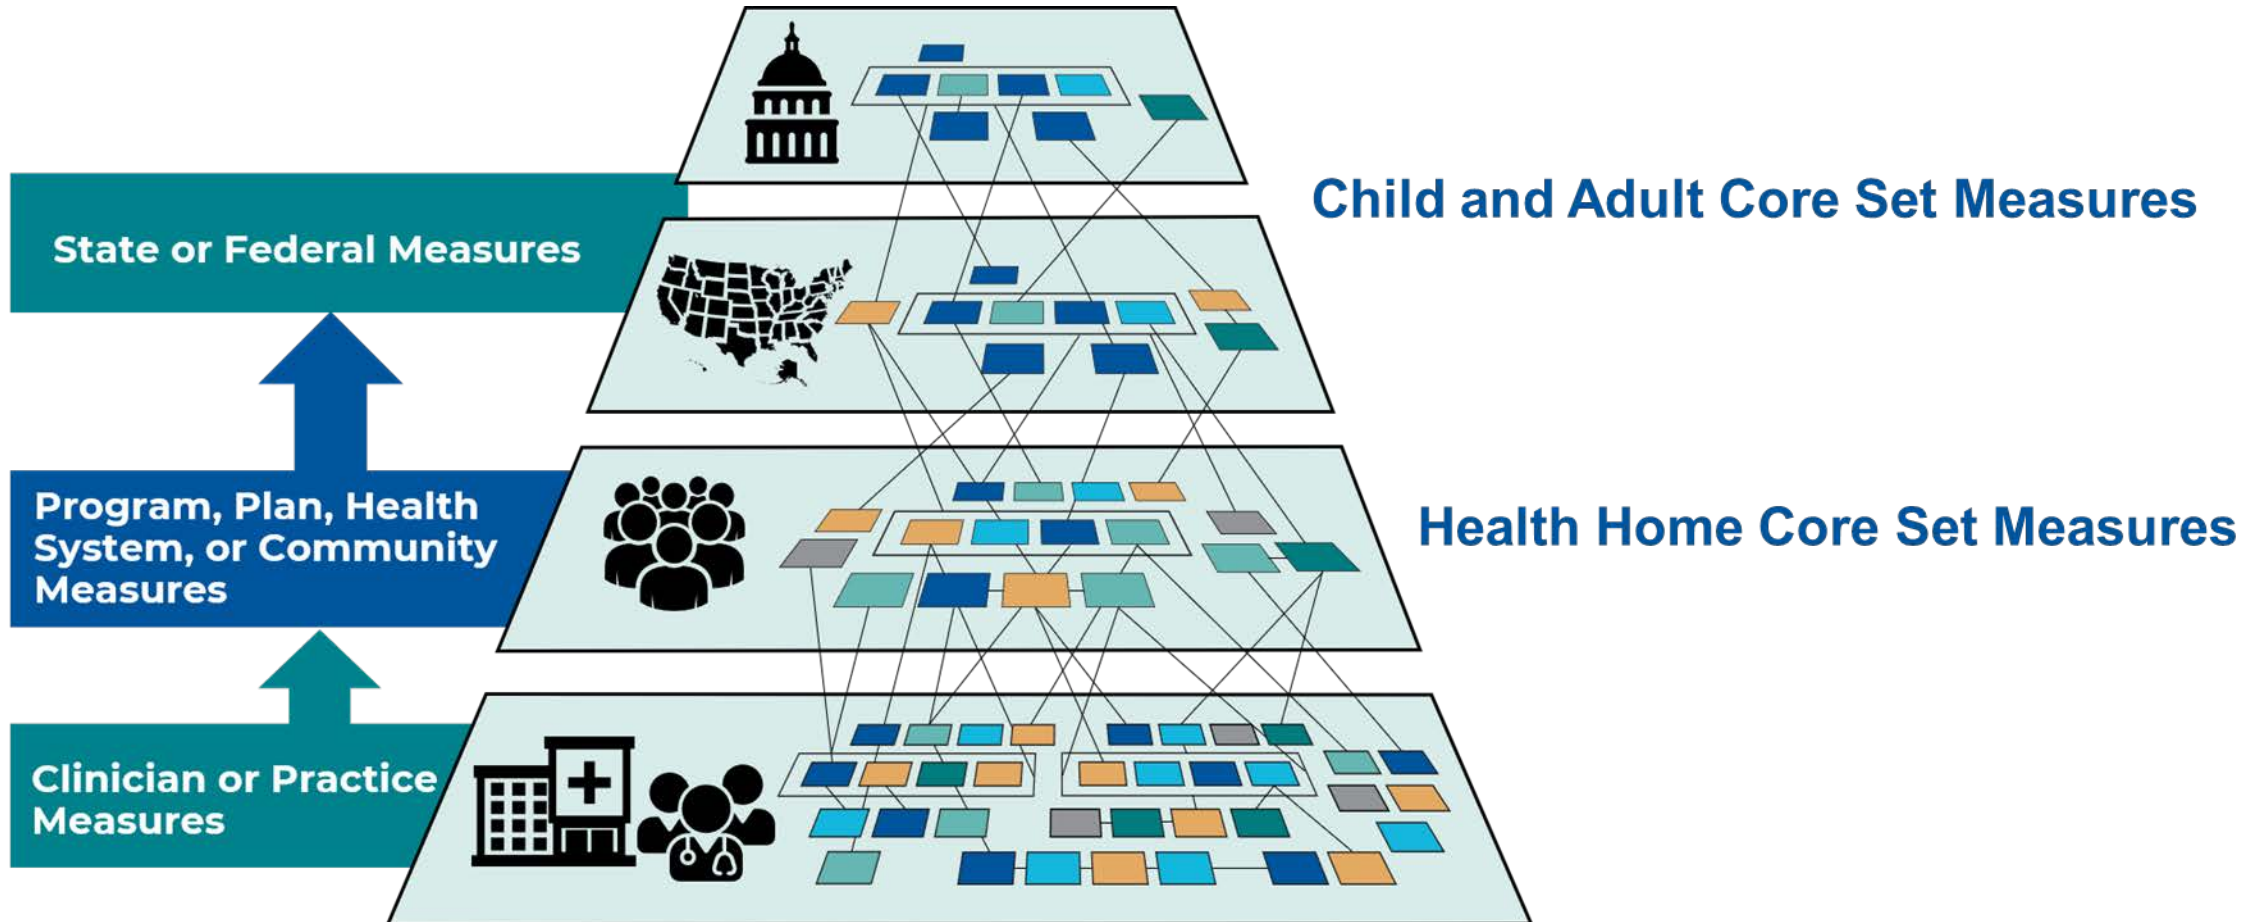 Child and Adult Core Set Measures
State or Federal Measures
Program, Plan, Health
System, or Community
Measures
Health Home Core Set Measures
Clinician or Practice
Measures